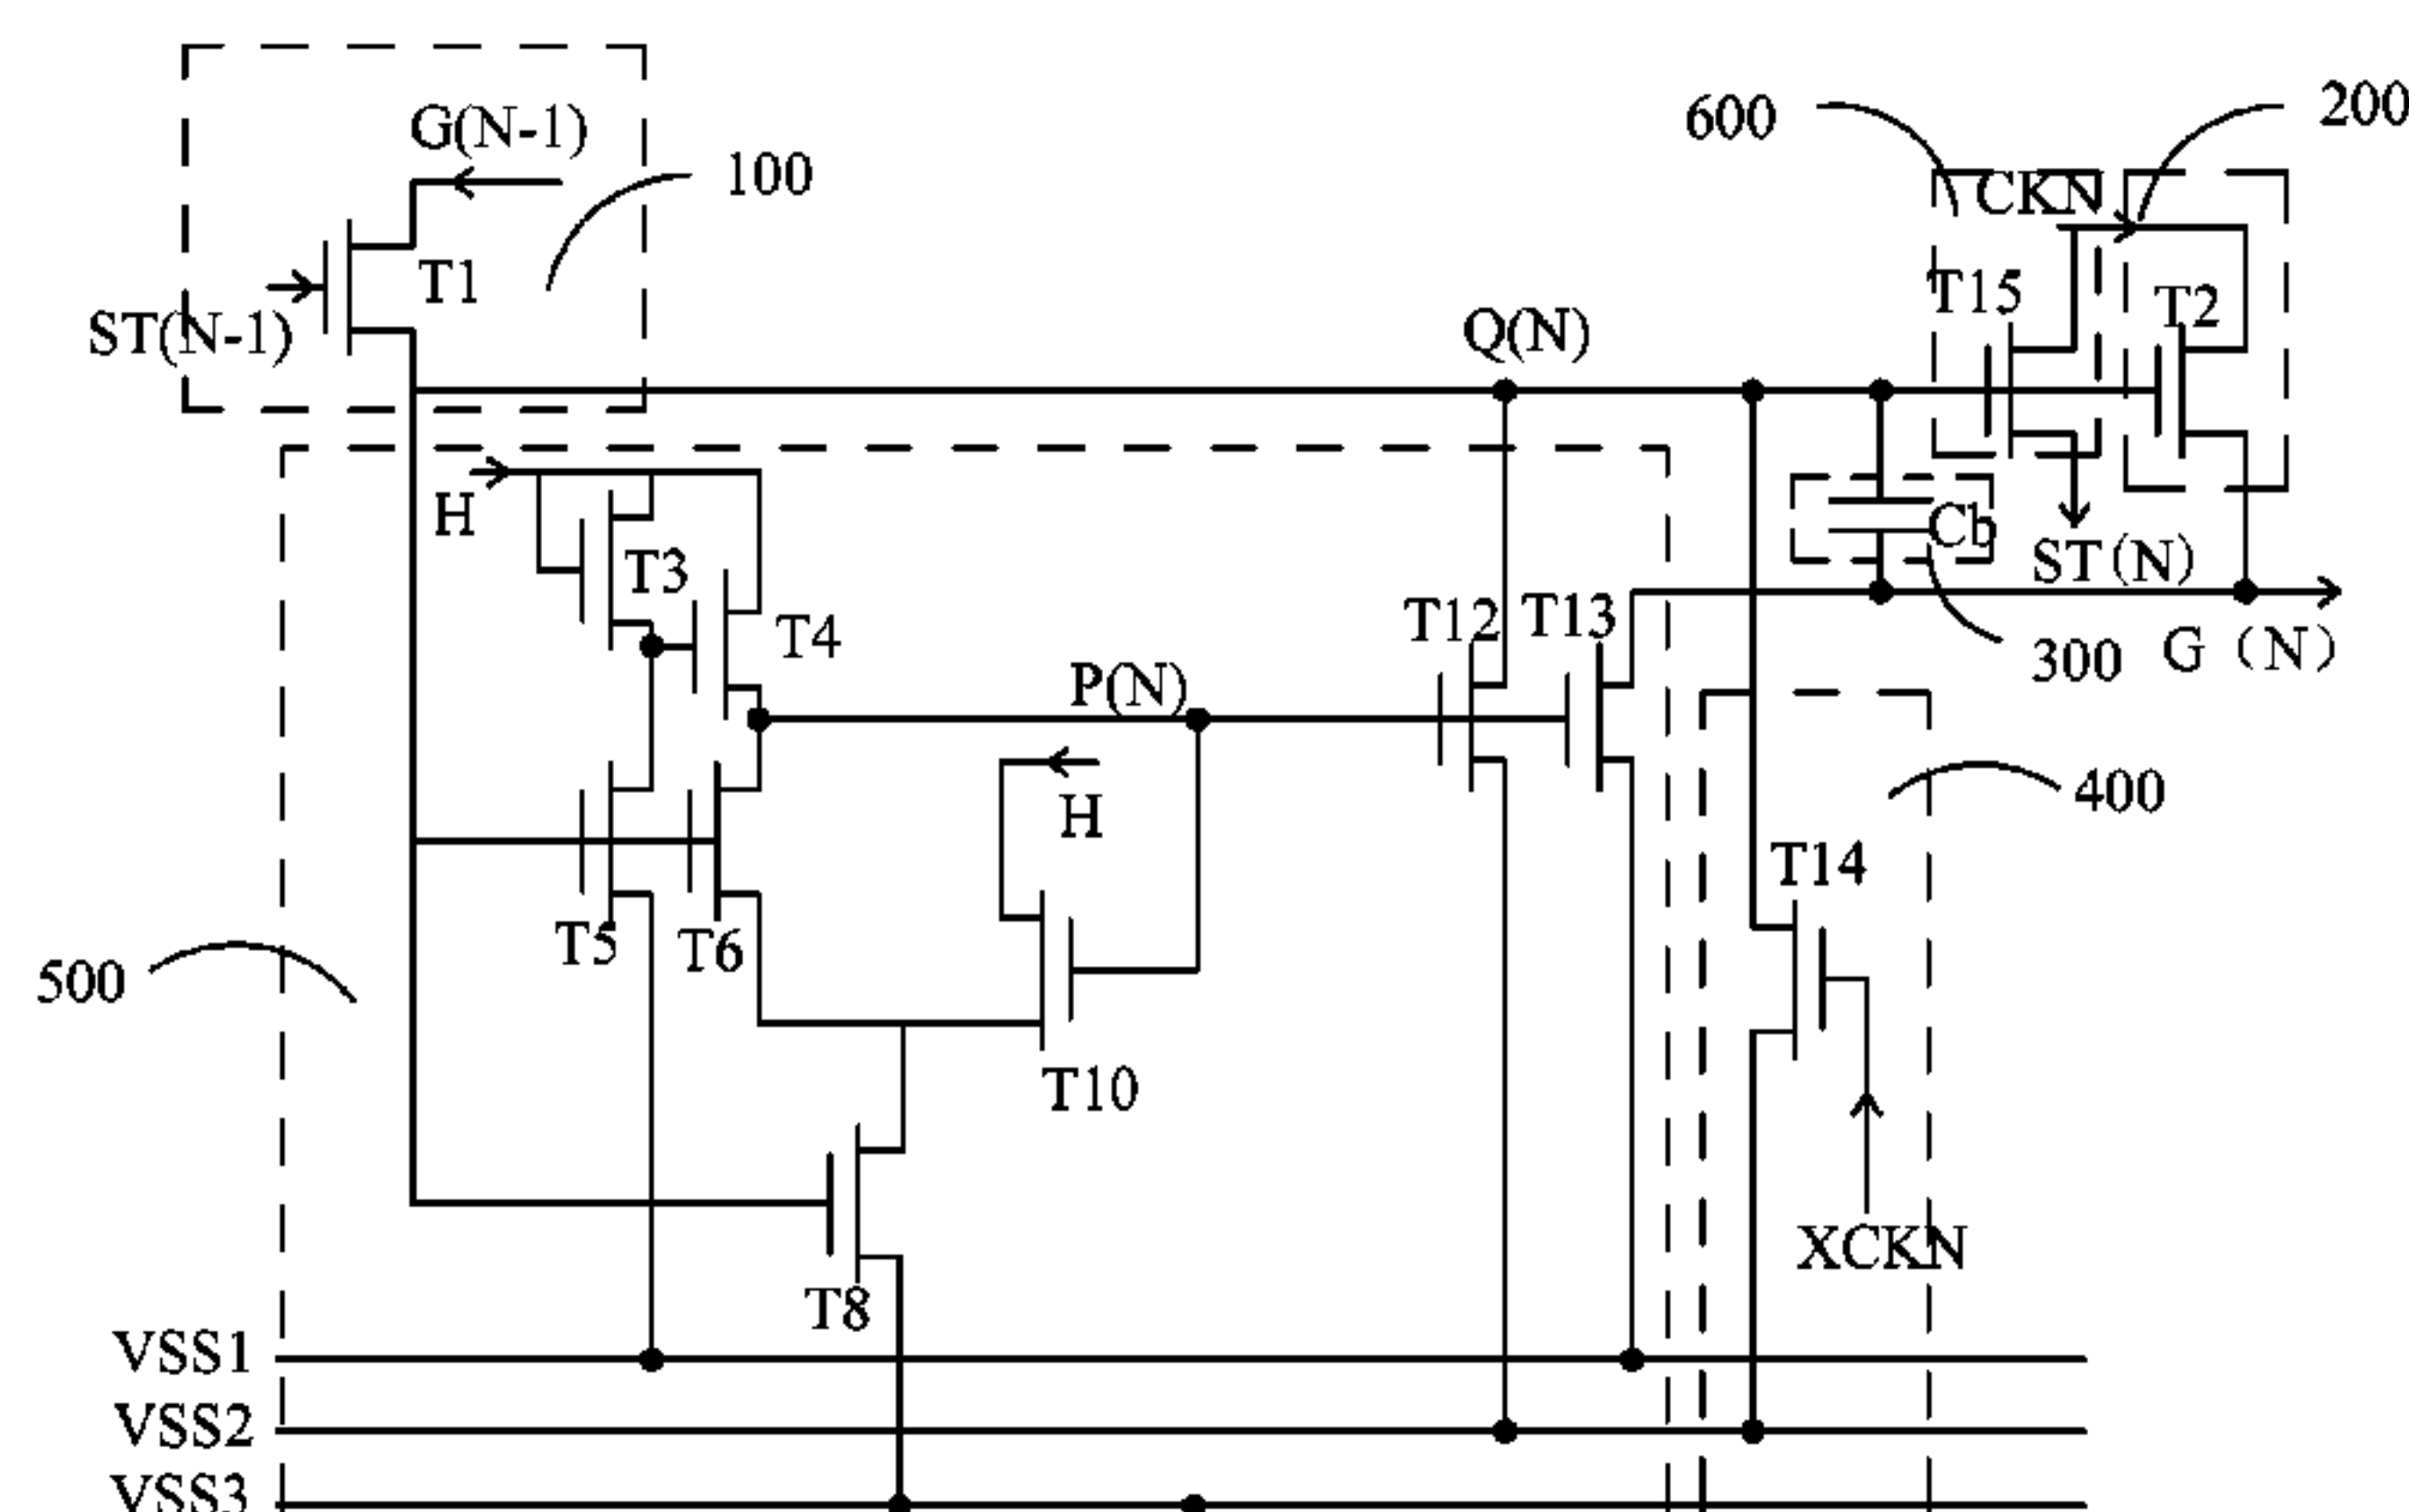 G(N-1)
100
T1
ST(N-1)
600
200
CKN
T15
T2
Q(N)
H
T3
T4
Cb
ST(N)
T12
T13
300
G (N)
P(N)
H
400
T14
T5
T6
500
T10
XCKN
T8
VSS1
VSS2
VSS3